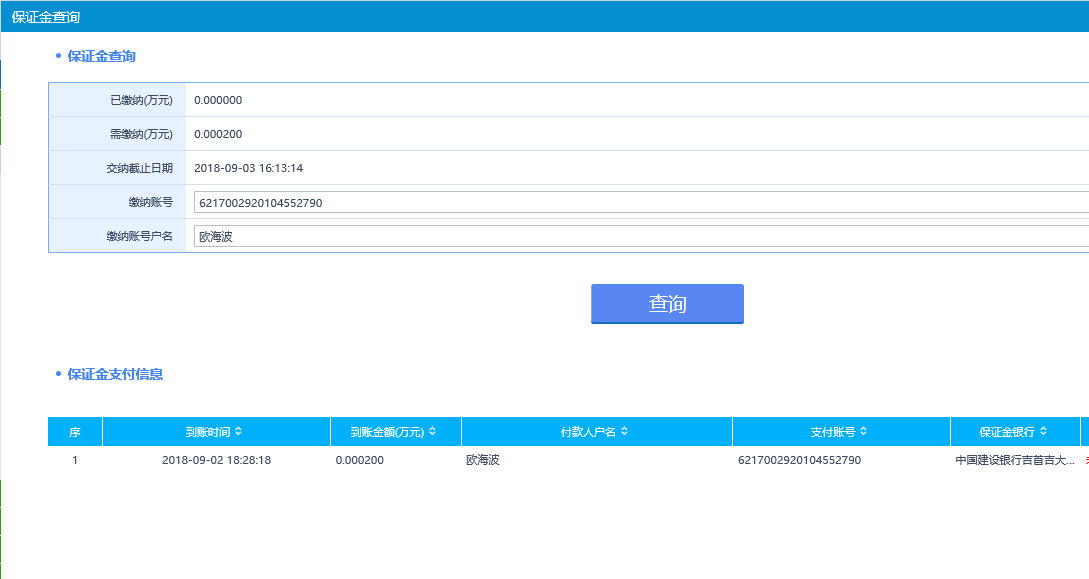 保证金查询
保证金查询
已缴纳(万元) 0.000000
需缴纳(万元) 0.000200
交纳截止日期 2018-09-03 16:13:14
缴纳账号 6217002920104552790
缴纳账号户名 欧海波
查询
保证金支付信息
序 到账时间 到账金额(万元) 付款人户名 支付账号 保证金银行
1 2018-09-02 18:28:18 0.000200 欧海波 6217002920104552790 中国建设银行吉首吉大...